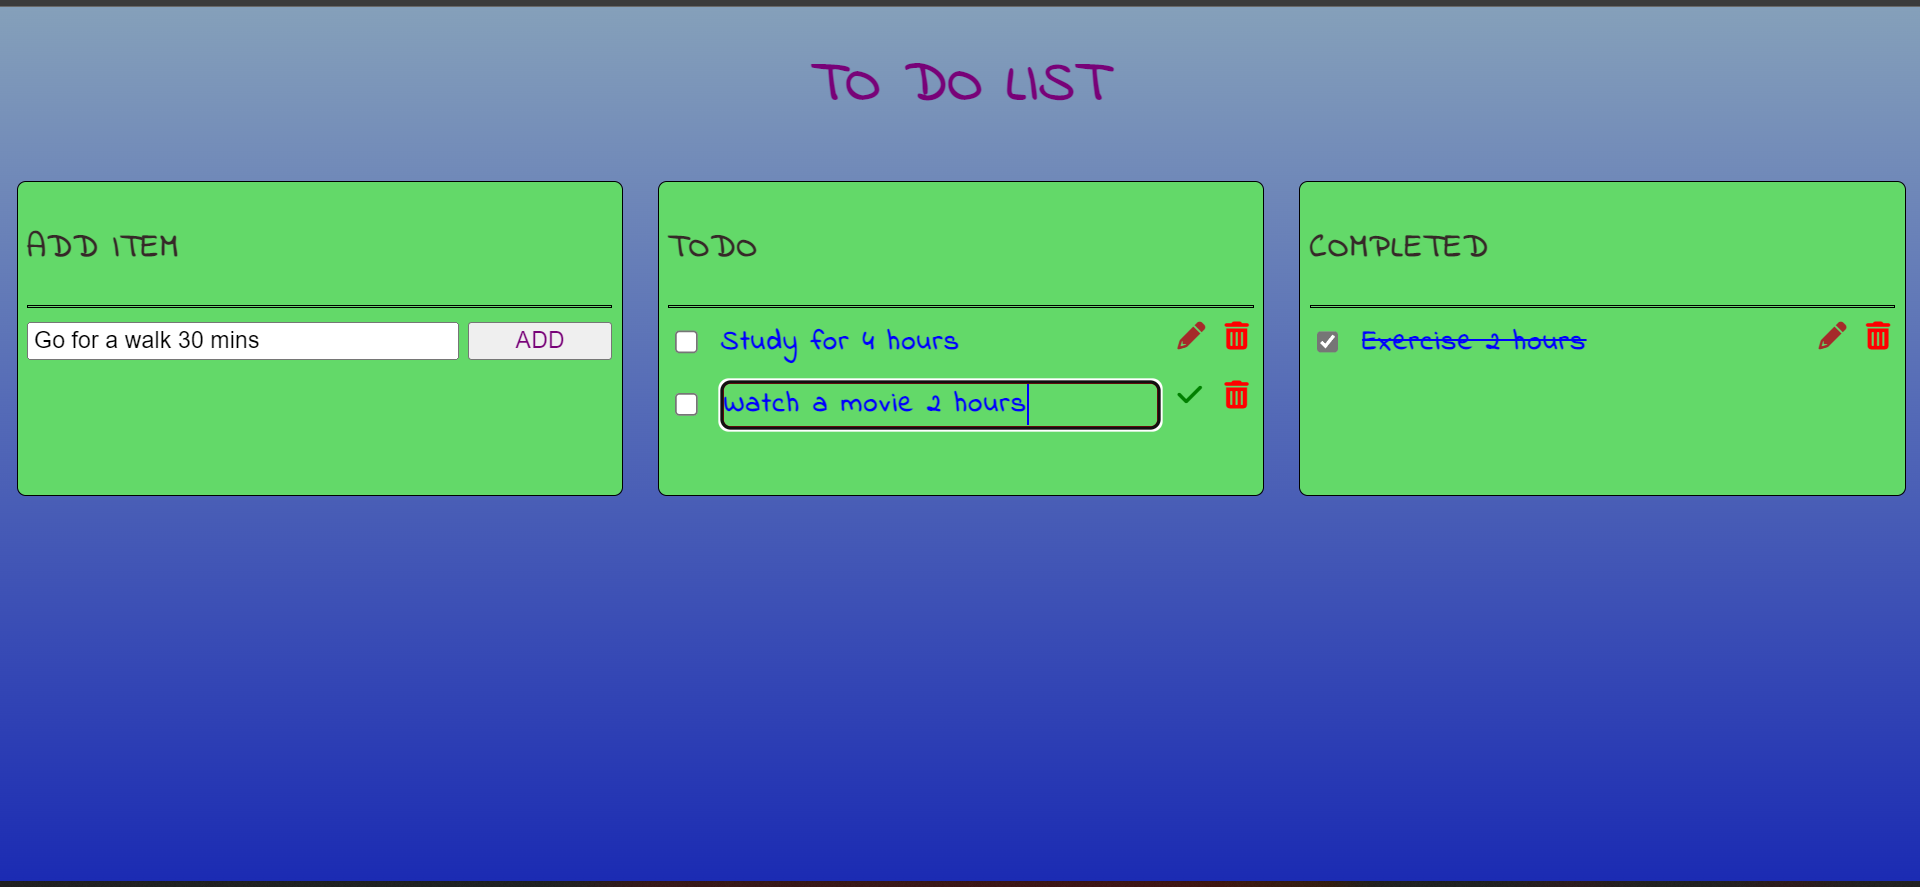 TO DO LIST
ADD ITEM
Go for a walk 30 mins
ADD
TODO
Study for 4 hours
Watch a movie 2 hours
COMPLETED
Exercise 2 hours